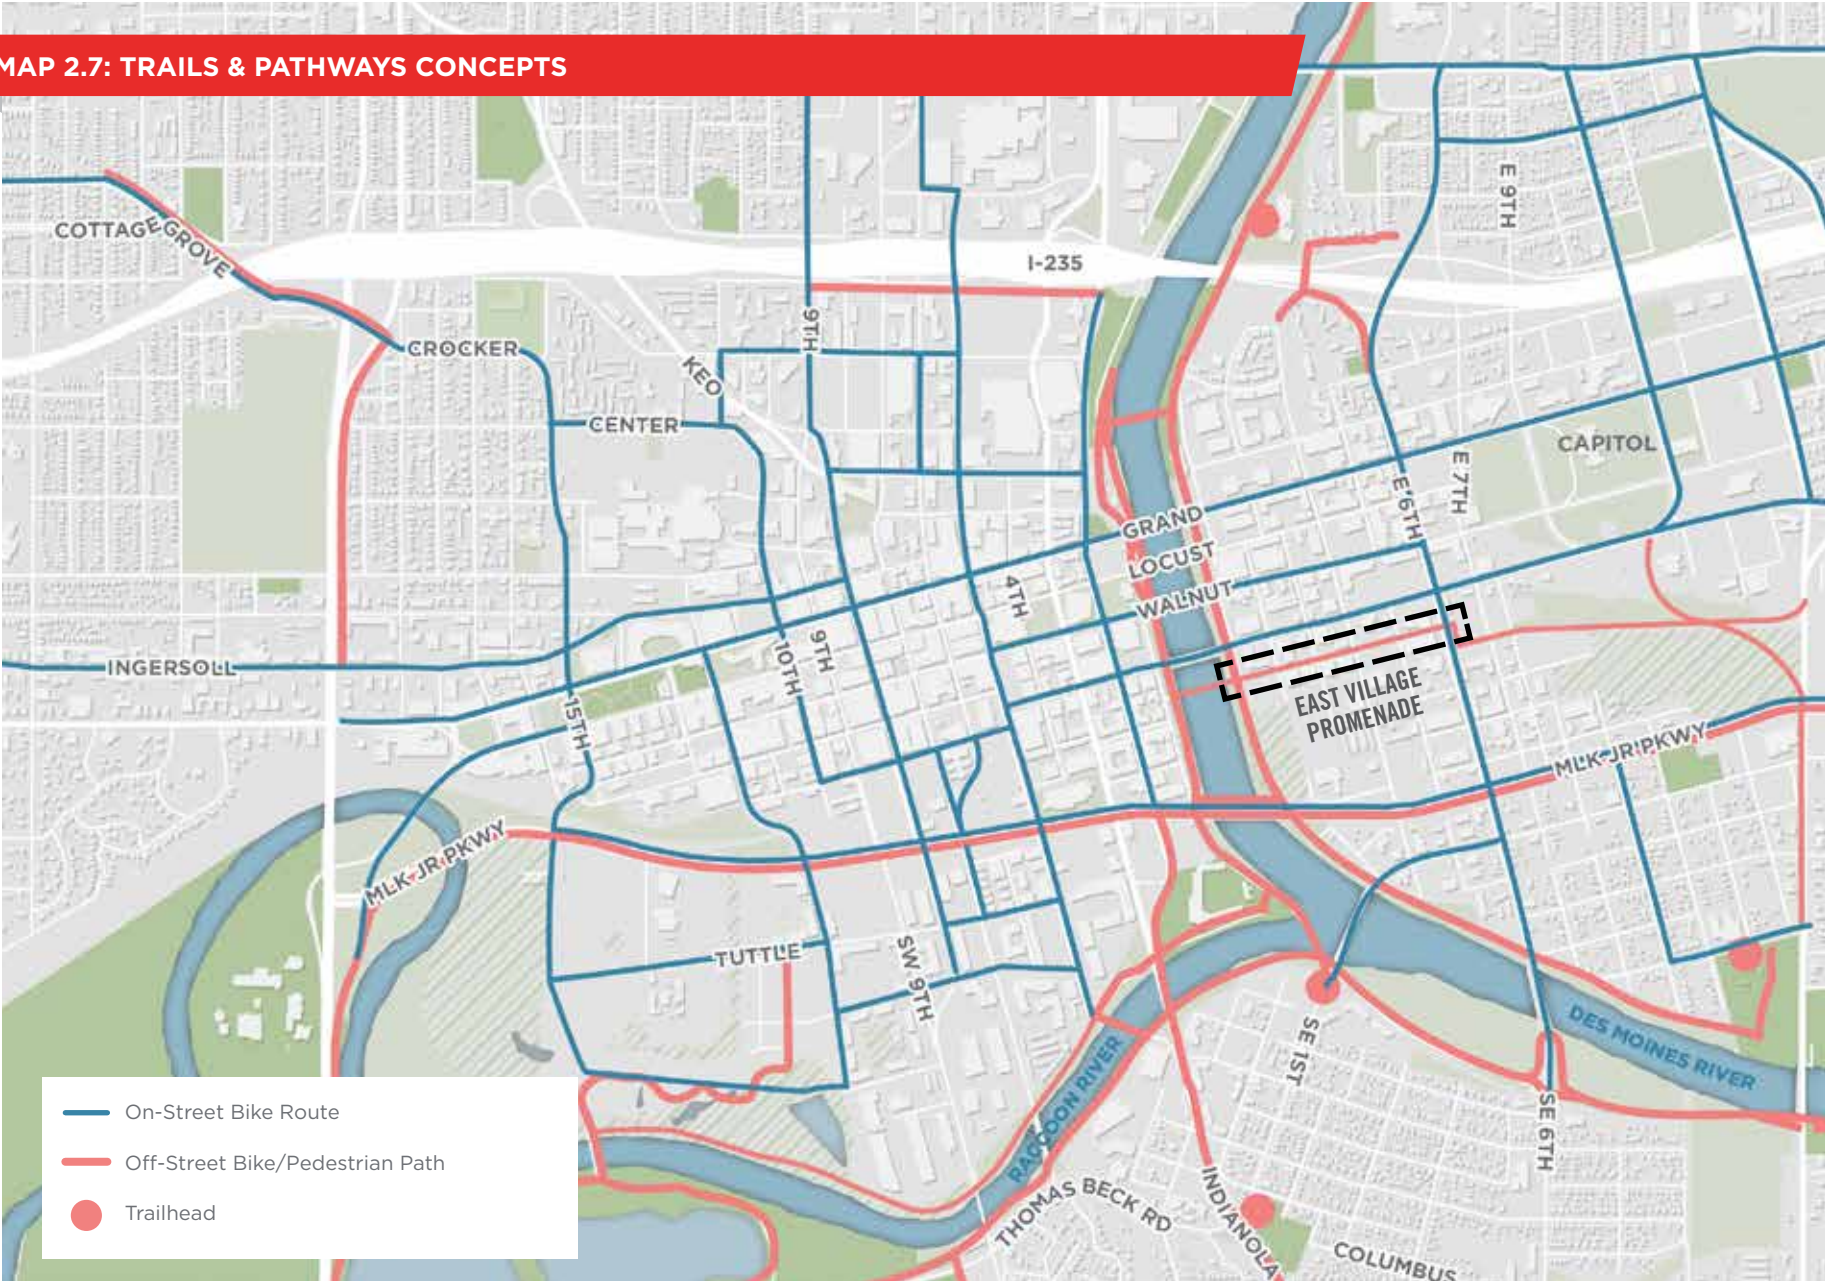 MAP 2.7: TRAILS & PATHWAYS CONCEPTS
E 9TH
COTTAGE GROVE
I-235
9TH
CROCKER
KEO
CENTER
CAPITOL
E 7TH
E 6TH
GRAND
LOCUST
WALNUT
4TH
9TH
10TH
INGERSOLL
15TH
EAST VILLAGE
PROMENADE
MLK JR PKWY
MLK JR PKWY
TUTTLE
SW 9TH
SE 1ST
DES MOINES RIVER
RACCOON RIVER
SE 6TH
THOMAS BECK RD
INDIANOLA
COLUMBUS
On-Street Bike Route
Off-Street Bike/Pedestrian Path
Trailhead